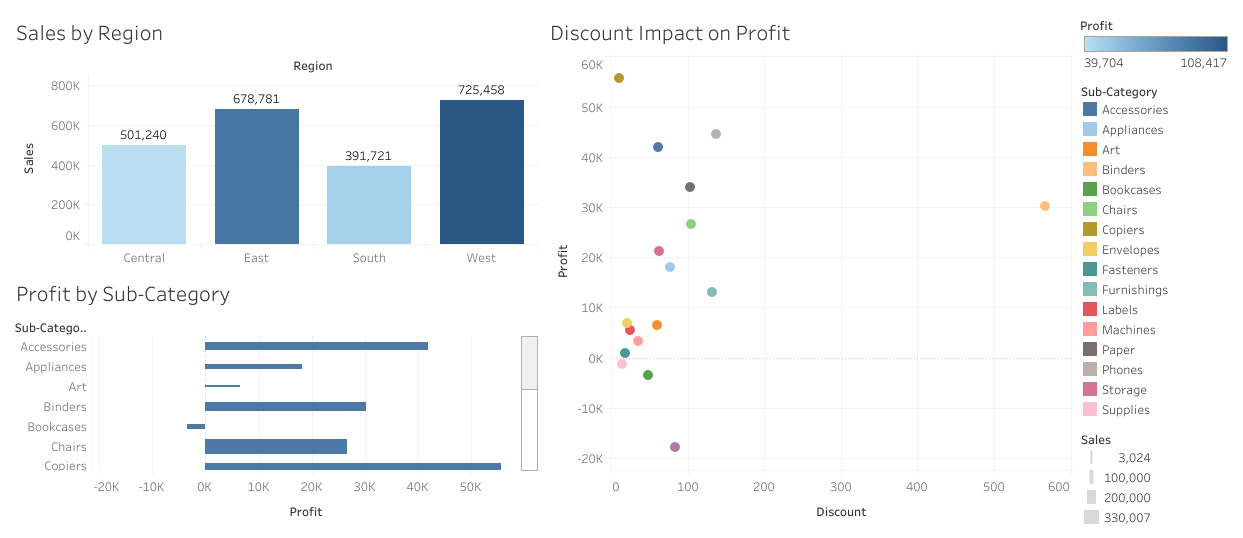 Sales by Region
Region
Sales
800K
600K
400K
200K
0K
501,240
678,781
391,721
725,458
Central
East
South
West
Profit by Sub-Category
Sub-Catego..
Accessories
Appliances
Art
Binders
Bookcases
Chairs
Copiers
-20K
-10K
0K
10K
20K
30K
40K
50K
Profit
Discount Impact on Profit
Profit
60K
50K
40K
30K
20K
10K
0K
-10K
-20K
0
100
200
300
400
500
600
Discount
Profit
39,704
108,417
Sub-Category
Accessories
Appliances
Art
Binders
Bookcases
Chairs
Copiers
Envelopes
Fasteners
Furnishings
Labels
Machines
Paper
Phones
Storage
Supplies
Sales
3,024
100,000
200,000
330,007